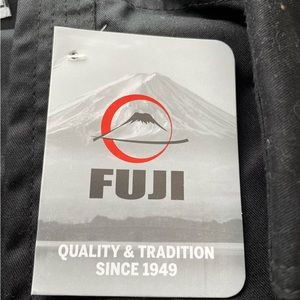 FUJI
QUALITY & TRADITION
SINCE 1949